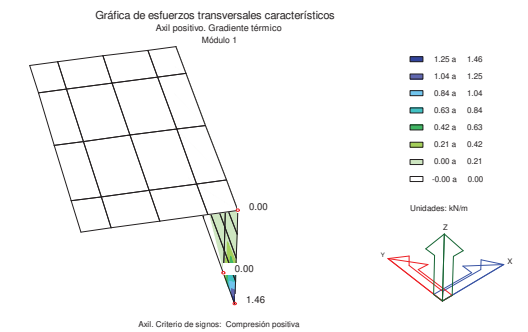 Gráfica de esfuerzos transversales característicos
Axil positivo. Gradiente térmico
Módulo 1
1.25 a 1.46
1.04 a 1.25
0.84 a 1.04
0.63 a 0.84
0.42 a 0.63
0.21 a 0.42
0.00 a 0.21
-0.00 a 0.00
Unidades: kN/m
0.00
0.00
1.46
Z
Y
X
Axil. Criterio de signos: Compresión positiva